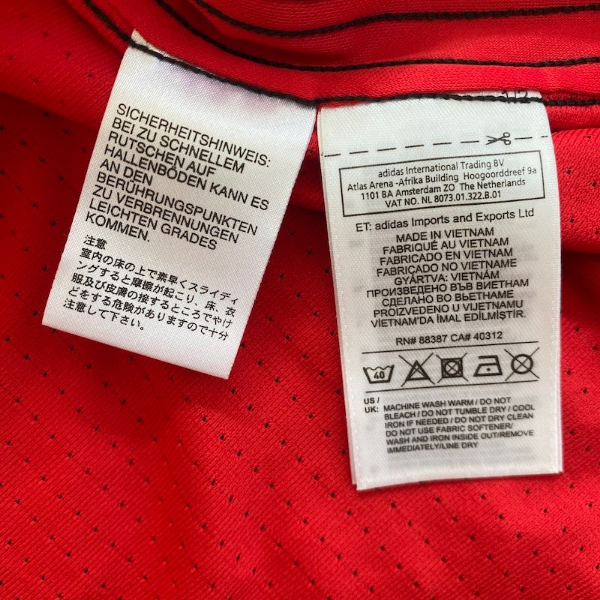 SICHERHEITSHINWEIS:
BEI ZU SCHNELLEM
RUTSCHEN AUF
HALLENBÖDEN KANN ES
AN
BERÜHRUNGSPUNKTEN
ZU VERBRENNUNGEN
LEICHTEN GRADES
KOMMEN.
注意
室内の床の上で素早くスライディ
ングすると摩擦が起こり、床、衣
服及び皮膚の接するところでやけ
どをする危険がありますので十分
注意して下さい。
1/2
adidas International Trading BV
Atlas Arena -Afrika Building Hoogoorddreef 9a
1101 BA Amsterdam ZO The Netherlands
VAT NO. NL 8073.01.322.B.01
ET: adidas Imports and Exports Ltd
MADE IN VIETNAM
FABRIQUÉ AU VIETNAM
FABRICADO EN VIETNAM
FABRICADO NO VIETNAME
GYÁRTVA: VIETNÁM
ПРОИЗВЕДЕНО ВЪВ ВИЕТНАМ
СДЕЛАНО ВО ВЬЕТНАМЕ
PROIZVEDENO U VIJETNAMU
VIETNAM'DA İMAL EDİLMİŞTİR.
RN# 88387 CA# 40312
40
US /
UK: MACHINE WASH WARM / DO NOT
BLEACH / DO NOT TUMBLE DRY / COOL
IRON IF NEEDED / DO NOT DRY CLEAN
DO NOT USE FABRIC SOFTENER/
WASH AND IRON INSIDE OUT/REMOVE
IMMEDIATELY/LINE DRY